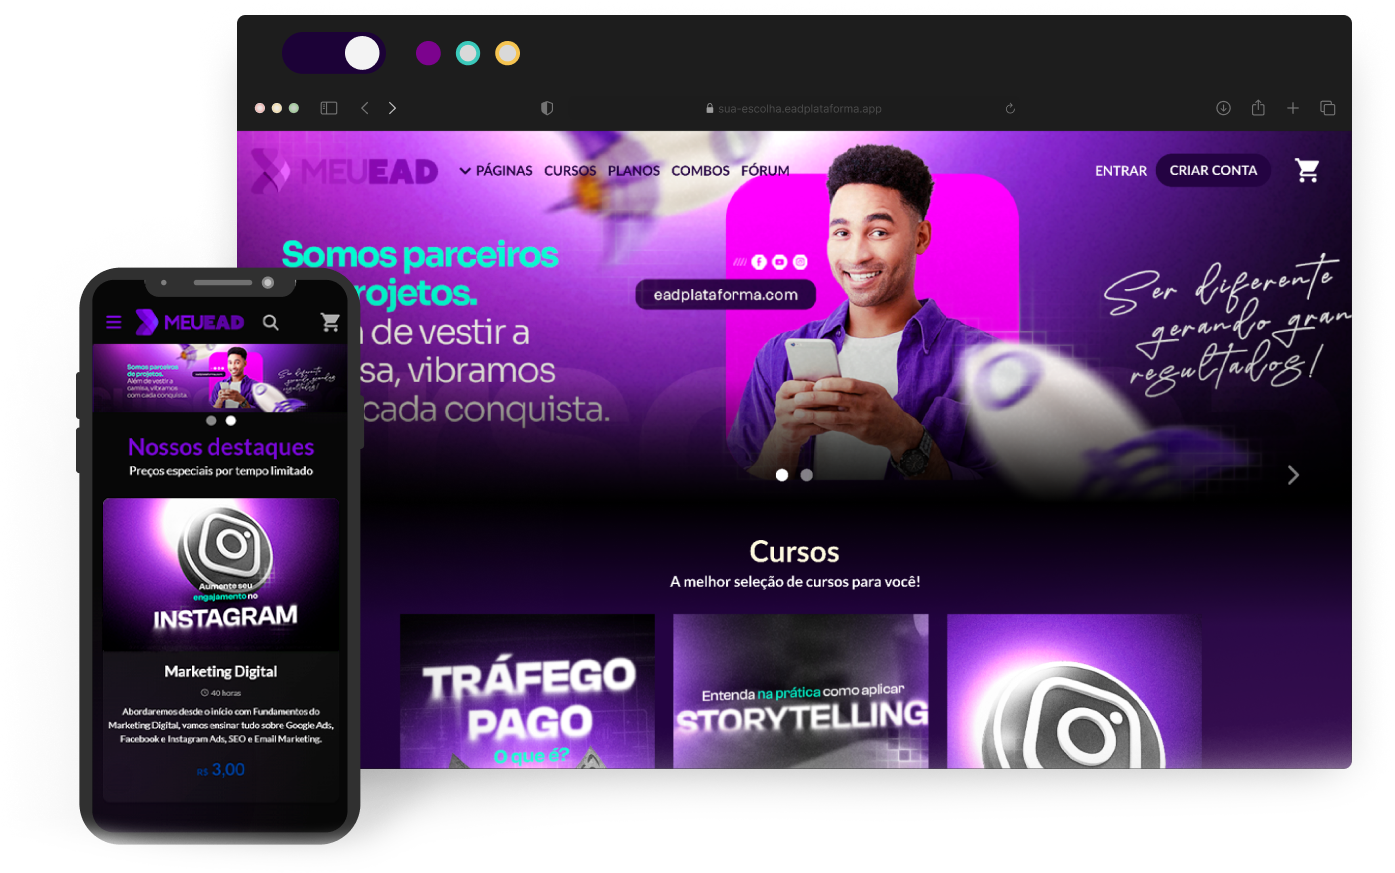 sua-escolha.eadplataforma.app
MEUEAD
PÁGINAS CURSOS PLANOS COMBOS FÓRUM
ENTRAR CRIAR CONTA
Somos parceiros
rojetos.
de vestir a
sa, vibramos
cada conquista.
eadplataforma.com
Ser diferente
gerando gran
resultados!
Cursos
A melhor seleção de cursos para você!
TRÁFEGO
PAGO
O que é?
Entenda na prática como aplicar
STORYTELLING
MEUEAD
Somos parceiros
de projetos.
Além de vestir a
camisa, vibramos
com cada conquista.
Ser diferente
gerando grandes
resultados!
Nossos destaques
Preços especiais por tempo limitado
Aumente seu
engajamento no
INSTAGRAM
Marketing Digital
40 horas
Abordaremos desde o início com Fundamentos do
Marketing Digital, vamos ensinar tudo sobre Google Ads,
Facebook e Instagram Ads, SEO e Email Marketing.
R$ 3,00